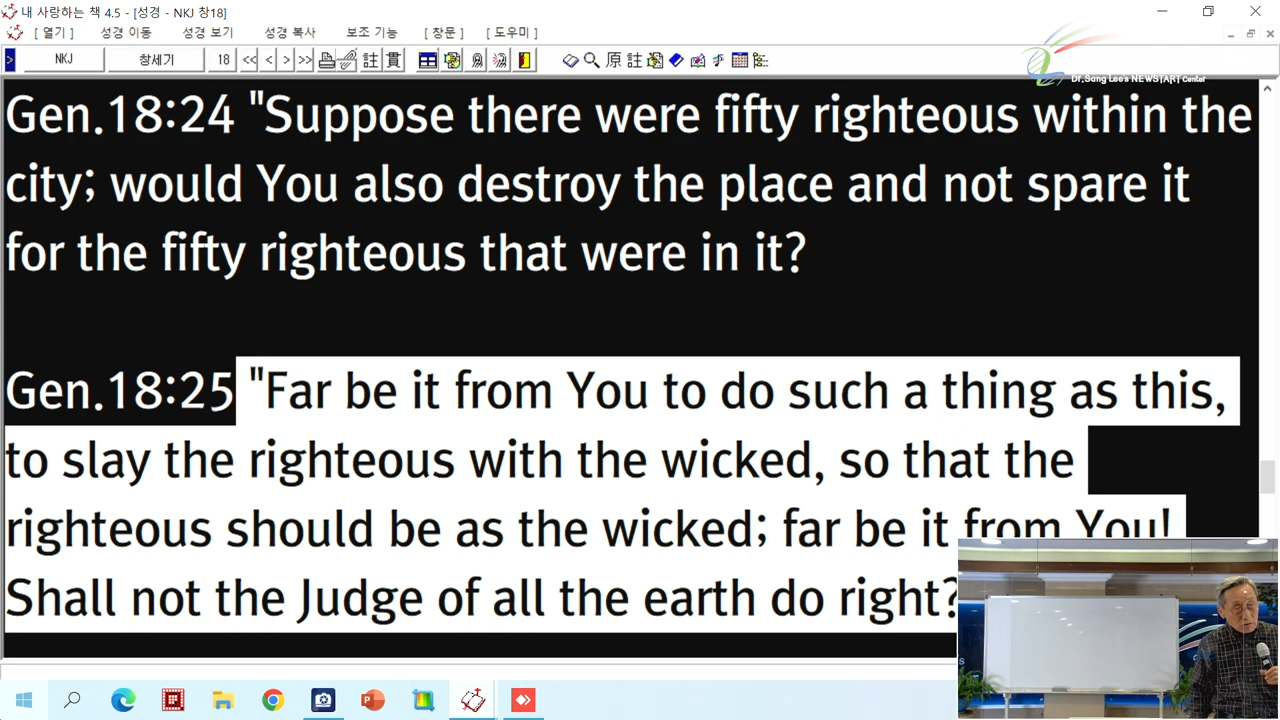 내 사랑하는 책 4.5 - [성경 - NKJ 창18]
[ 열기 ] 성경 이동 성경 보기 성경 복사 보조 기능 [ 창문 ] [ 도우미 ]
> NKJ 창세기 18 << < > >> 註 貫 原 註
Dr.Sang Lee's NEWSTART Center
Gen.18:24 "Suppose there were fifty righteous within the
city; would You also destroy the place and not spare it
for the fifty righteous that were in it?
Gen.18:25 "Far be it from You to do such a thing as this,
to slay the righteous with the wicked, so that the
righteous should be as the wicked; far be it from You!
Shall not the Judge of all the earth do right?